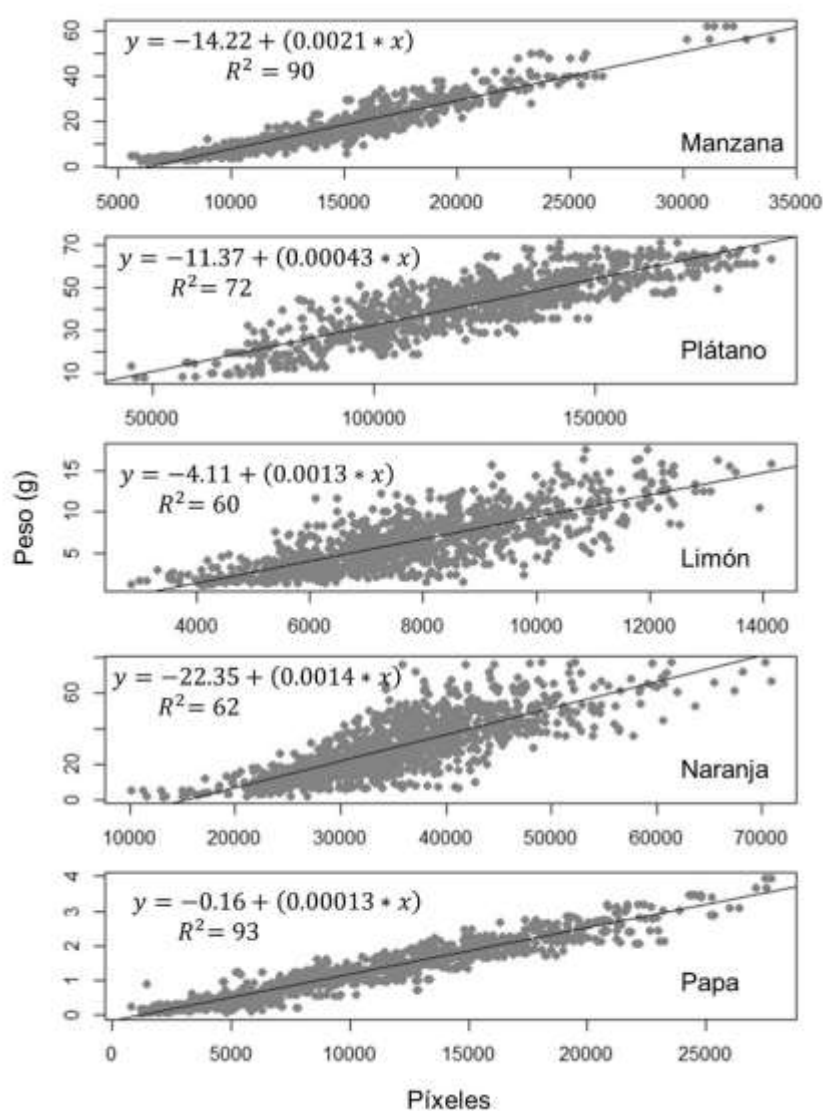 60
40
20
0
y = −14.22 + (0.0021 * x)
R² = 90
Manzana
5000 10000 15000 20000 25000 30000 35000
70
50
30
10
y = −11.37 + (0.00043 * x)
R² = 72
Plátano
50000 100000 150000
Peso (g)
15
10
5
y = −4.11 + (0.0013 * x)
R² = 60
Limón
4000 6000 8000 10000 12000 14000
60
20
0
y = −22.35 + (0.0014 * x)
R² = 62
Naranja
10000 20000 30000 40000 50000 60000 70000
4
3
2
1
0
y = −0.16 + (0.00013 * x)
R² = 93
Papa
0 5000 10000 15000 20000 25000
Píxeles